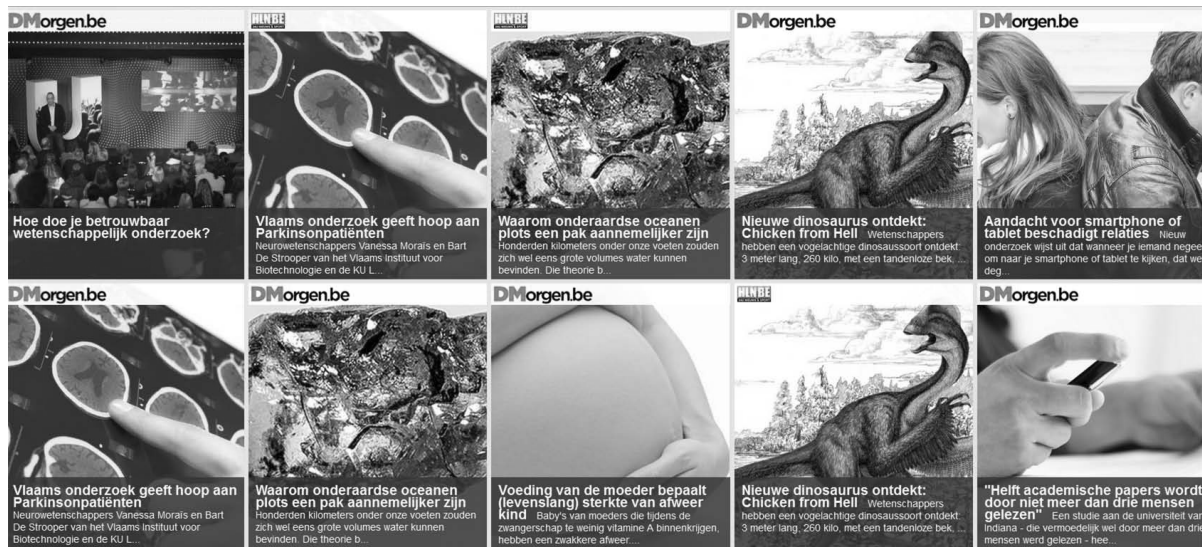 DMorgen.be
Hoe doe je betrouwbaar
wetenschappelijk onderzoek?
HLN.BE
Vlaams onderzoek geeft hoop aan
Parkinsonpatiënten
Neurowetenschappers Vanessa Morais en Bart
De Strooper van het Vlaams Instituut voor
Biotechnologie en de KU L...
HLN.BE
Waarom onderaardse oceanen
plots een pak aannemelijker zijn
Honderden kilometers onder onze voeten zouden
zich wel eens grote volumes water kunnen
bevinden. Die theorie b...
DMorgen.be
Nieuwe dinosaurus ontdekt:
Chicken from Hell Wetenschappers
hebben een vogelachtige dinosaussoort ontdekt:
3 meter lang, 260 kilo, met een tandenloze bek, ...
DMorgen.be
Aandacht voor smartphone of
tablet beschadigt relaties Nieuw
onderzoek wijst uit dat wanneer je iemand negee
om naar je smartphone of tablet te kijken, dat we
deg...
DMorgen.be
Vlaams onderzoek geeft hoop aan
Parkinsonpatiënten
Neurowetenschappers Vanessa Morais en Bart
De Strooper van het Vlaams Instituut voor
Biotechnologie en de KU L...
DMorgen.be
Waarom onderaardse oceanen
plots een pak aannemelijker zijn
Honderden kilometers onder onze voeten zouden
zich wel eens grote volumes water kunnen
bevinden. Die theorie b...
DMorgen.be
Voeding van de moeder bepaalt
(levenslang) sterkte van afweer
kind Baby's van moeders die tijdens de
zwangerschap te weinig vitamine A binnenkrijgen,
hebben een zwakkere afweer....
HLN.BE
Nieuwe dinosaurus ontdekt:
Chicken from Hell Wetenschappers
hebben een vogelachtige dinosaussoort ontdekt:
3 meter lang, 260 kilo, met een tandenloze bek, ...
DMorgen.be
"Helft academische papers wordt
door niet meer dan drie mensen
gelezen" Een studie aan de universiteit van
Indiana - die vermoedelijk wel door meer dan drie
mensen werd gelezen - hee...